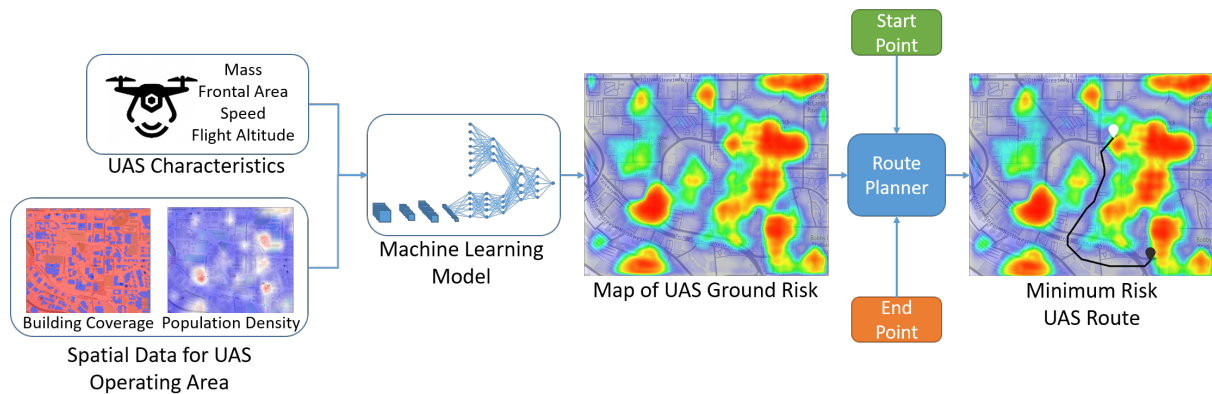 Mass
Frontal Area
Speed
Flight Altitude
UAS Characteristics
Building Coverage
Population Density
Spatial Data for UAS
Operating Area
Machine Learning
Model
Map of UAS Ground Risk
Start
Point
Route
Planner
End
Point
Minimum Risk
UAS Route